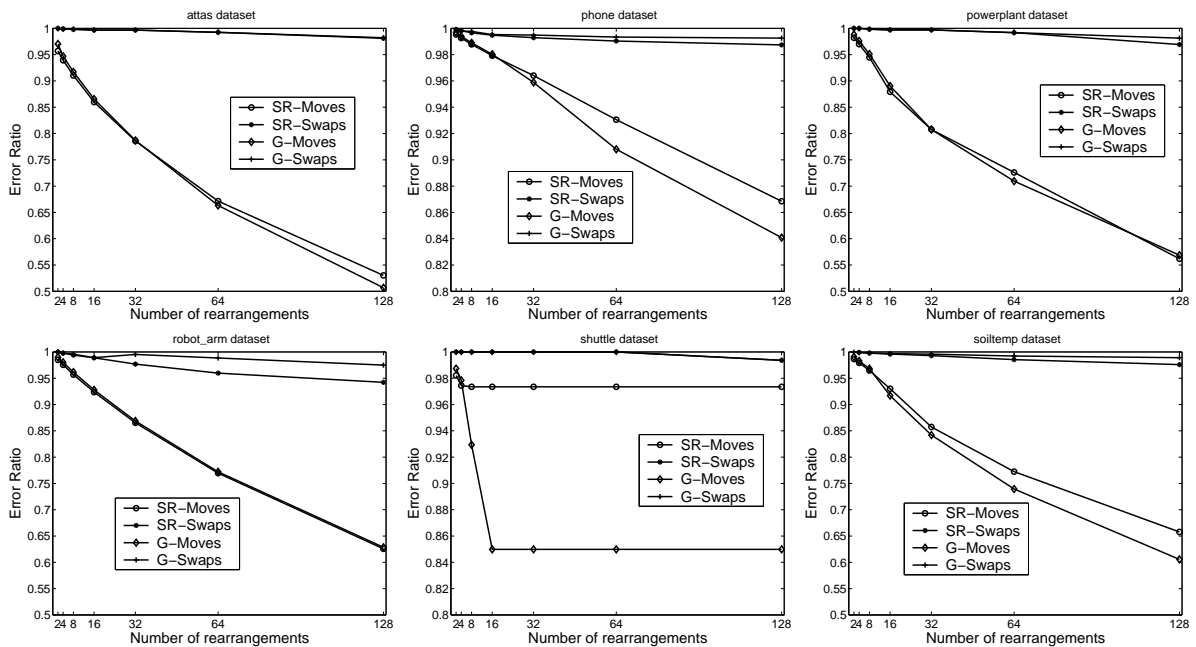 attas dataset
1
0.95
0.9
0.85
0.8
0.75
0.7
0.65
0.6
0.55
0.5
Error Ratio
SR−Moves
SR−Swaps
G−Moves
G−Swaps
2 4 8 16 32 64 128
Number of rearrangements
phone dataset
1
0.98
0.96
0.94
0.92
0.9
0.88
0.86
0.84
0.82
0.8
Error Ratio
SR−Moves
SR−Swaps
G−Moves
G−Swaps
2 4 8 16 32 64 128
Number of rearrangements
powerplant dataset
1
0.95
0.9
0.85
0.8
0.75
0.7
0.65
0.6
0.55
0.5
Error Ratio
SR−Moves
SR−Swaps
G−Moves
G−Swaps
2 4 8 16 32 64 128
Number of rearrangements
robot_arm dataset
1
0.95
0.9
0.85
0.8
0.75
0.7
0.65
0.6
0.55
0.5
Error Ratio
SR−Moves
SR−Swaps
G−Moves
G−Swaps
2 4 8 16 32 64 128
Number of rearrangements
shuttle dataset
1
0.98
0.96
0.94
0.92
0.9
0.88
0.86
0.84
0.82
0.8
Error Ratio
SR−Moves
SR−Swaps
G−Moves
G−Swaps
2 4 8 16 32 64 128
Number of rearrangements
soiltemp dataset
1
0.95
0.9
0.85
0.8
0.75
0.7
0.65
0.6
0.55
0.5
Error Ratio
SR−Moves
SR−Swaps
G−Moves
G−Swaps
2 4 8 16 32 64 128
Number of rearrangements